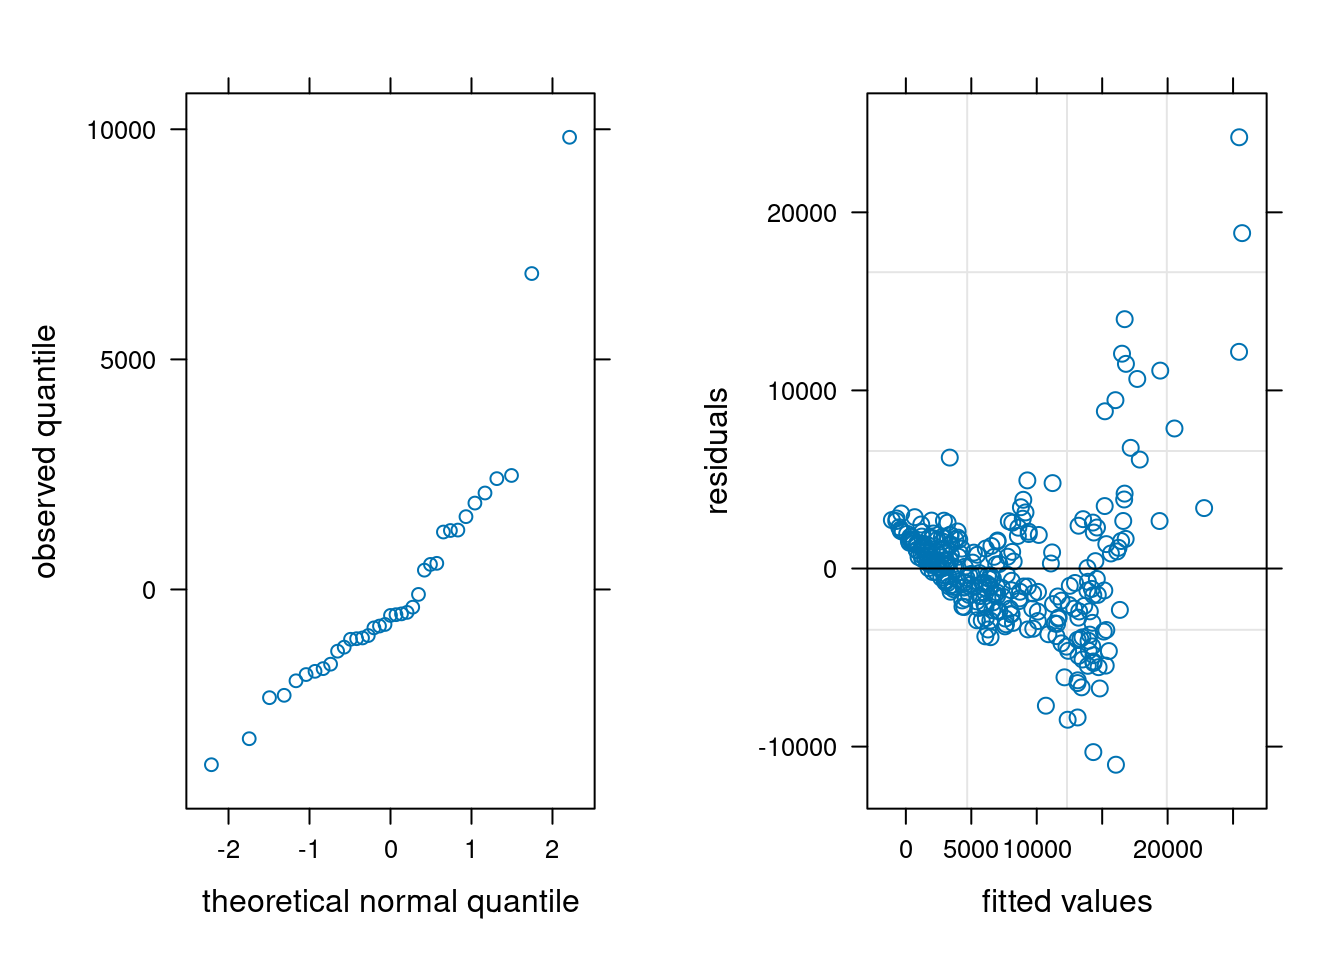 10000
5000
0
observed quantile
-2 -1 0 1 2
theoretical normal quantile
20000
10000
0
-10000
residuals
0 5000 10000 20000
fitted values